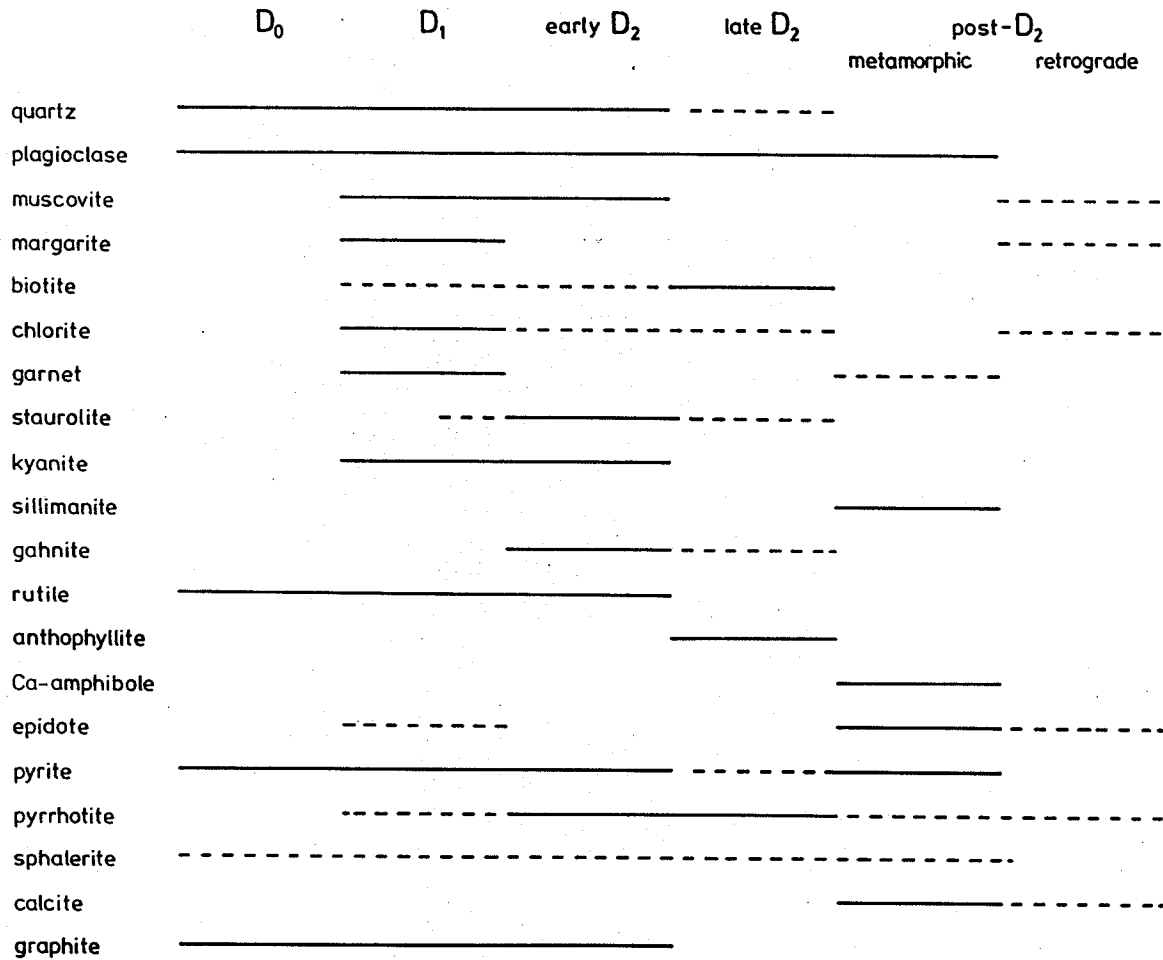 D₀ D₁ early D₂ late D₂ post-D₂
metamorphic retrograde
quartz
plagioclase
muscovite
margarite
biotite
chlorite
garnet
staurolite
kyanite
sillimanite
gahnite
rutile
anthophyllite
Ca-amphibole
epidote
pyrite
pyrrhotite
sphalerite
calcite
graphite